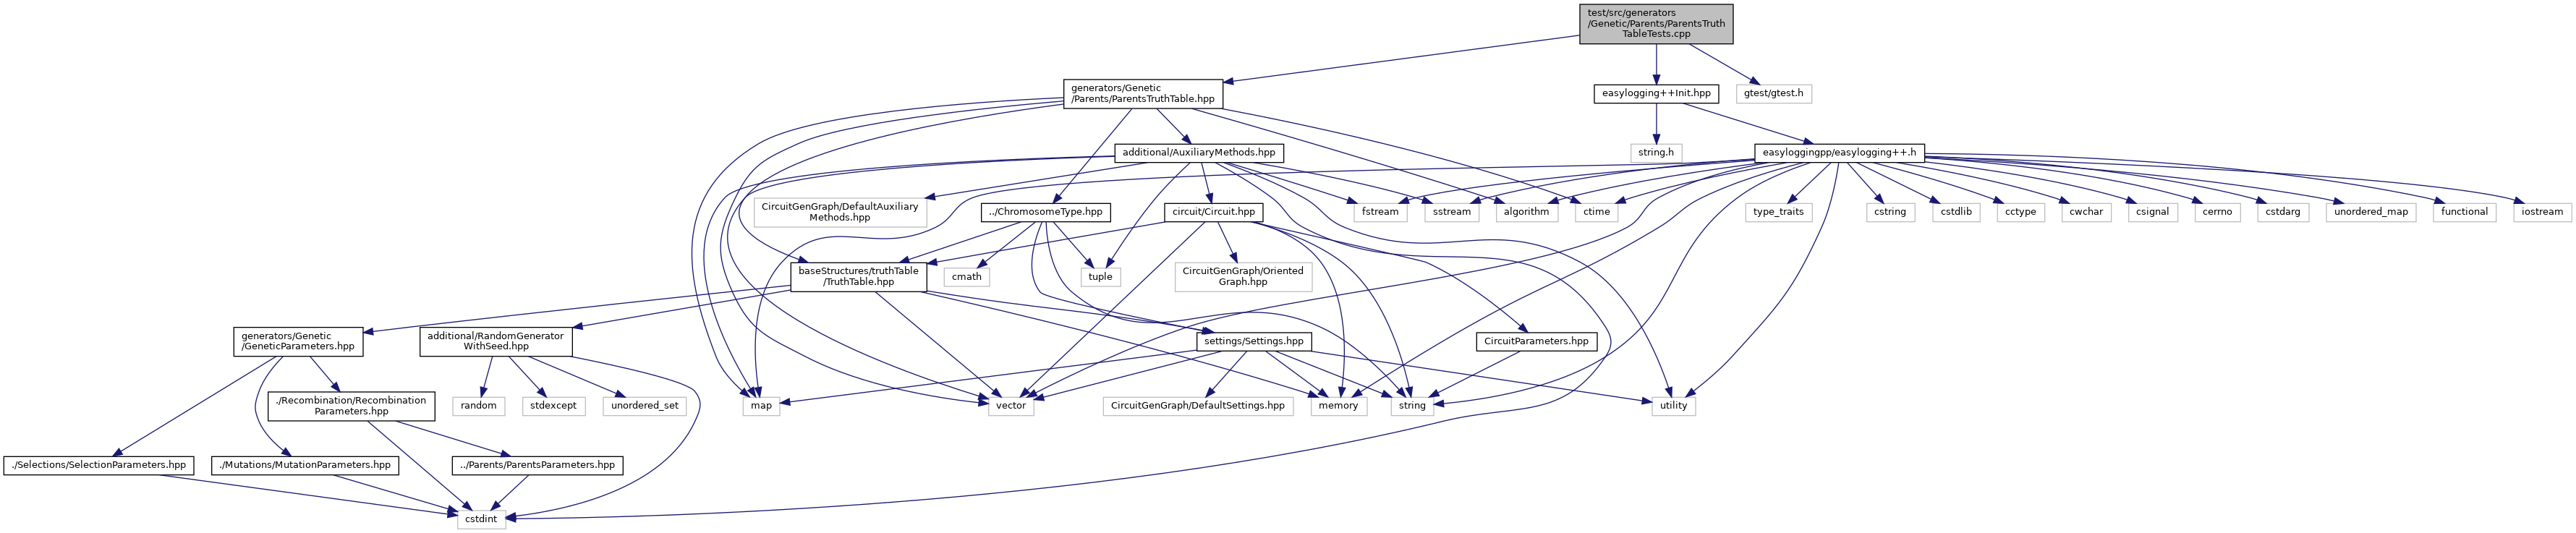 test/src/generators
/Genetic/Parents/ParentsTruth
TableTests.cpp
generators/Genetic
/Parents/ParentsTruthTable.hpp
easylogging++Init.hpp
gtest/gtest.h
additional/AuxiliaryMethods.hpp
string.h
easyloggingpp/easylogging++.h
CircuitGenGraph/DefaultAuxiliary
Methods.hpp
../ChromosomeType.hpp
circuit/Circuit.hpp
fstream
sstream
algorithm
ctime
type_traits
cstring
cstdlib
cctype
cwchar
csignal
cerrno
cstdarg
unordered_map
functional
iostream
baseStructures/truthTable
/TruthTable.hpp
cmath
tuple
CircuitGenGraph/Oriented
Graph.hpp
generators/Genetic
/GeneticParameters.hpp
additional/RandomGenerator
WithSeed.hpp
settings/Settings.hpp
CircuitParameters.hpp
./Recombination/Recombination
Parameters.hpp
random
stdexcept
unordered_set
map
vector
CircuitGenGraph/DefaultSettings.hpp
memory
string
utility
./Selections/SelectionParameters.hpp
./Mutations/MutationParameters.hpp
../Parents/ParentsParameters.hpp
cstdint